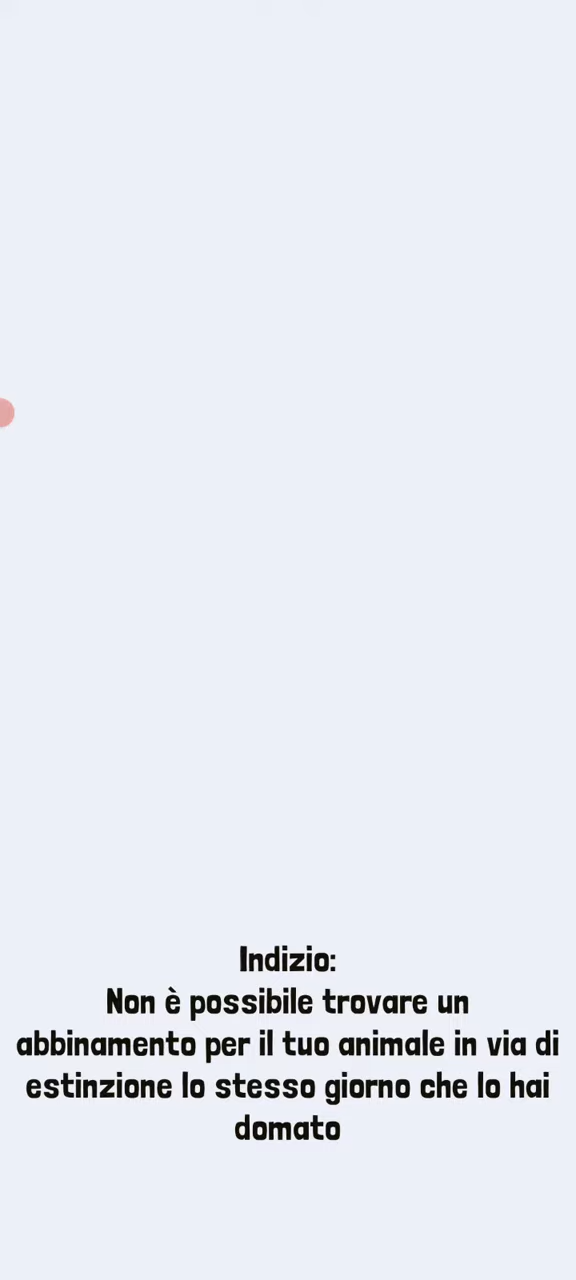 Indizio:
Non è possibile trovare un
abbinamento per il tuo animale in via di
estinzione lo stesso giorno che lo hai
domato